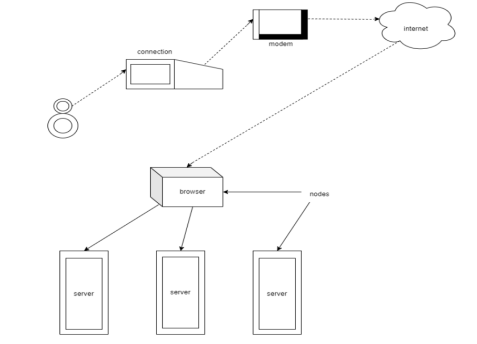 internet
modem
connection
browser
nodes
server
server
server